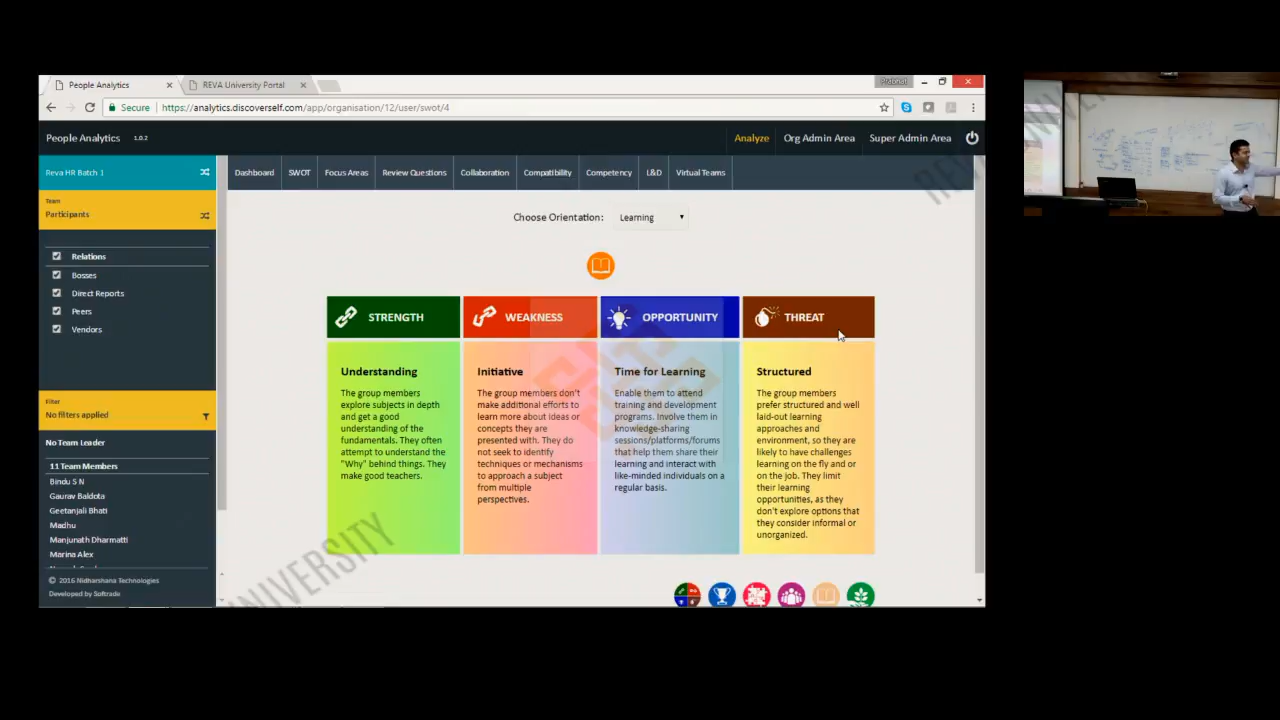 People Analytics
REVA University Portal
Prabhat
Secure
https://analytics.discoverself.com/app/organisation/12/user/swot/4
People Analytics 1.0.2
Analyze Org Admin Area Super Admin Area
Reva HR Batch 1
Dashboard SWOT Focus Areas Review Questions Collaboration Compatibility Competency L&D Virtual Teams
Team
Participants
Relations
Bosses
Direct Reports
Peers
Vendors
Filter
No filters applied
No Team Leader
11 Team Members
Bindu S N
Gaurav Baldota
Geetanjali Bhati
Madhu
Manjunath Dharmatti
Marina Alex
© 2016 Nidharshana Technologies
Developed by Softrade
Choose Orientation: Learning
STRENGTH
Understanding
The group members
explore subjects in depth
and get a good
understanding of the
fundamentals. They often
attempt to understand the
"Why" behind things. They
make good teachers.
WEAKNESS
Initiative
The group members don't
make additional efforts to
learn more about ideas or
concepts they are
presented with. They do
not seek to identify
techniques or mechanisms
to approach a subject
from multiple
perspectives.
OPPORTUNITY
Time for Learning
Enable them to attend
training and development
programs. Involve them in
knowledge-sharing
sessions/platforms/forums
that help them share their
learning and interact with
like-minded individuals on a
regular basis.
THREAT
Structured
The group members
prefer structured and well
laid-out learning
approaches and
environment, so they are
likely to have challenges
learning on the fly and/or
on the job. They limit
their learning
opportunities, as they
don't explore options that
they consider informal or
unorganized.
UNIVERSITY